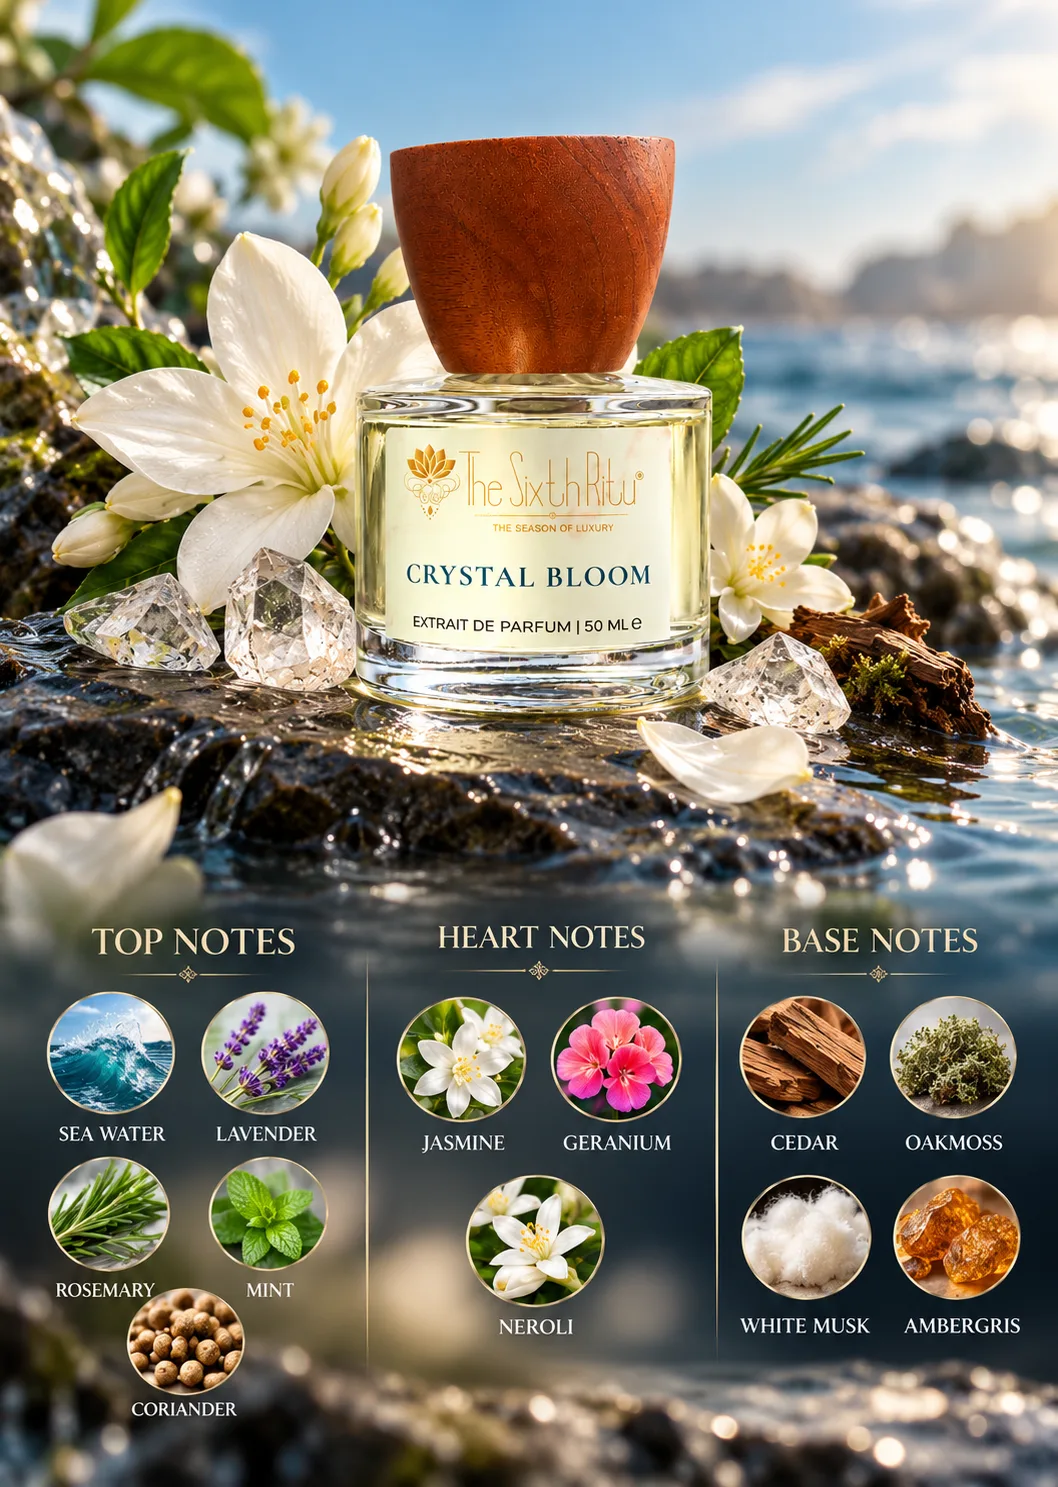 The Sixth Ritu®
THE SEASON OF LUXURY
CRYSTAL BLOOM
EXTRAIT DE PARFUM | 50 ML e
TOP NOTES
SEA WATER
LAVENDER
ROSEMARY
MINT
CORIANDER
HEART NOTES
JASMINE
GERANIUM
NEROLI
BASE NOTES
CEDAR
OAKMOSS
WHITE MUSK
AMBERGRIS